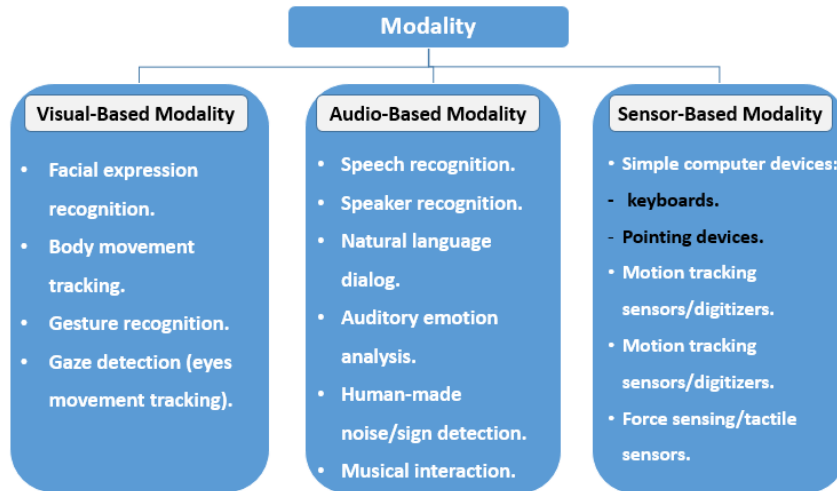 Modality
Visual-Based Modality
• Facial expression
recognition.
• Body movement
tracking.
• Gesture recognition.
• Gaze detection (eyes
movement tracking).
Audio-Based Modality
• Speech recognition.
• Speaker recognition.
• Natural language
dialog.
• Auditory emotion
analysis.
• Human-made
noise/sign detection.
• Musical interaction.
Sensor-Based Modality
• Simple computer devices:
- keyboards.
- Pointing devices.
• Motion tracking
sensors/digitizers.
• Motion tracking
sensors/digitizers.
• Force sensing/tactile
sensors.